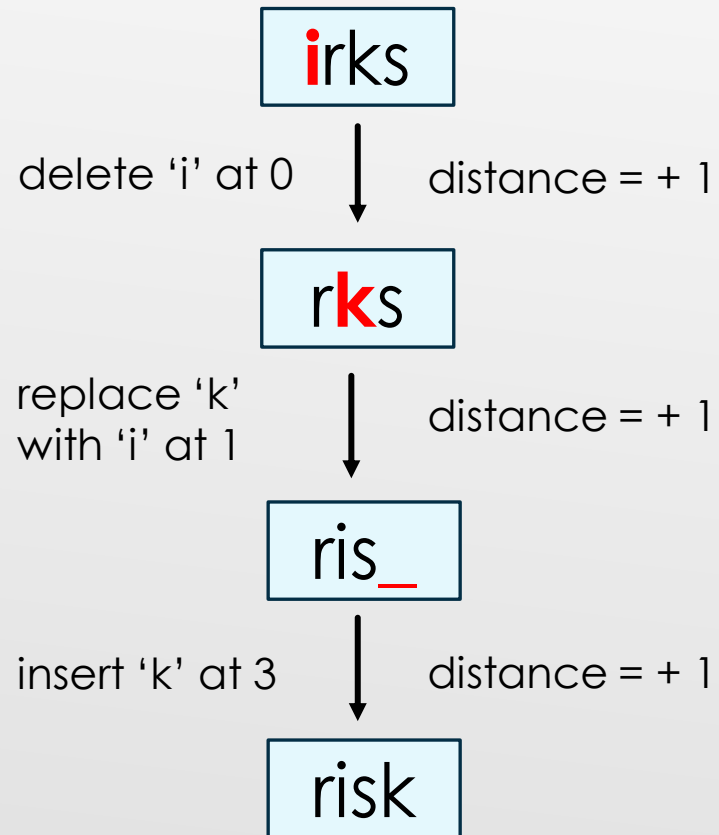 irks
delete ‘i’ at 0
distance = + 1
rks
replace ‘k’
with ‘i’ at 1
distance = + 1
ris_
insert ‘k’ at 3
distance = + 1
risk